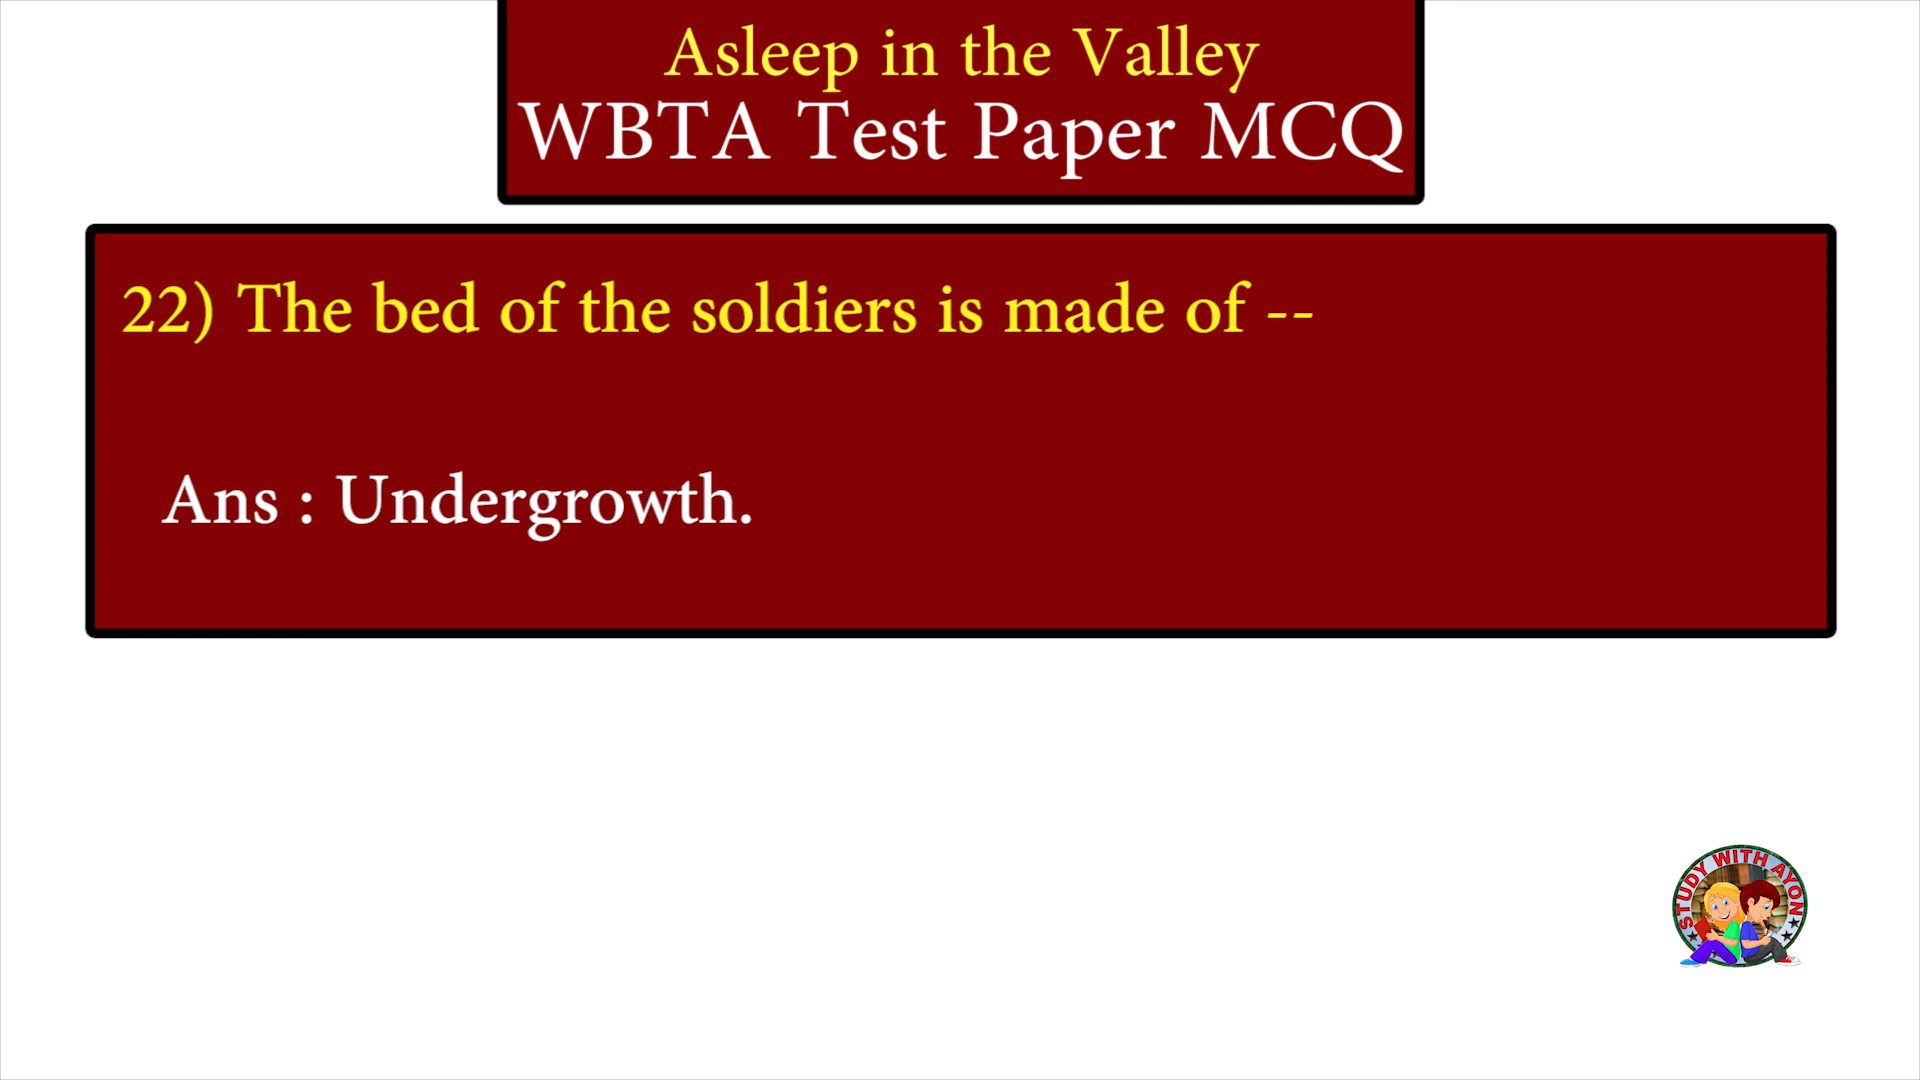 Asleep in the Valley
WBTA Test Paper MCQ
22) The bed of the soldiers is made of --
Ans : Undergrowth.
STUDY WITH AYON